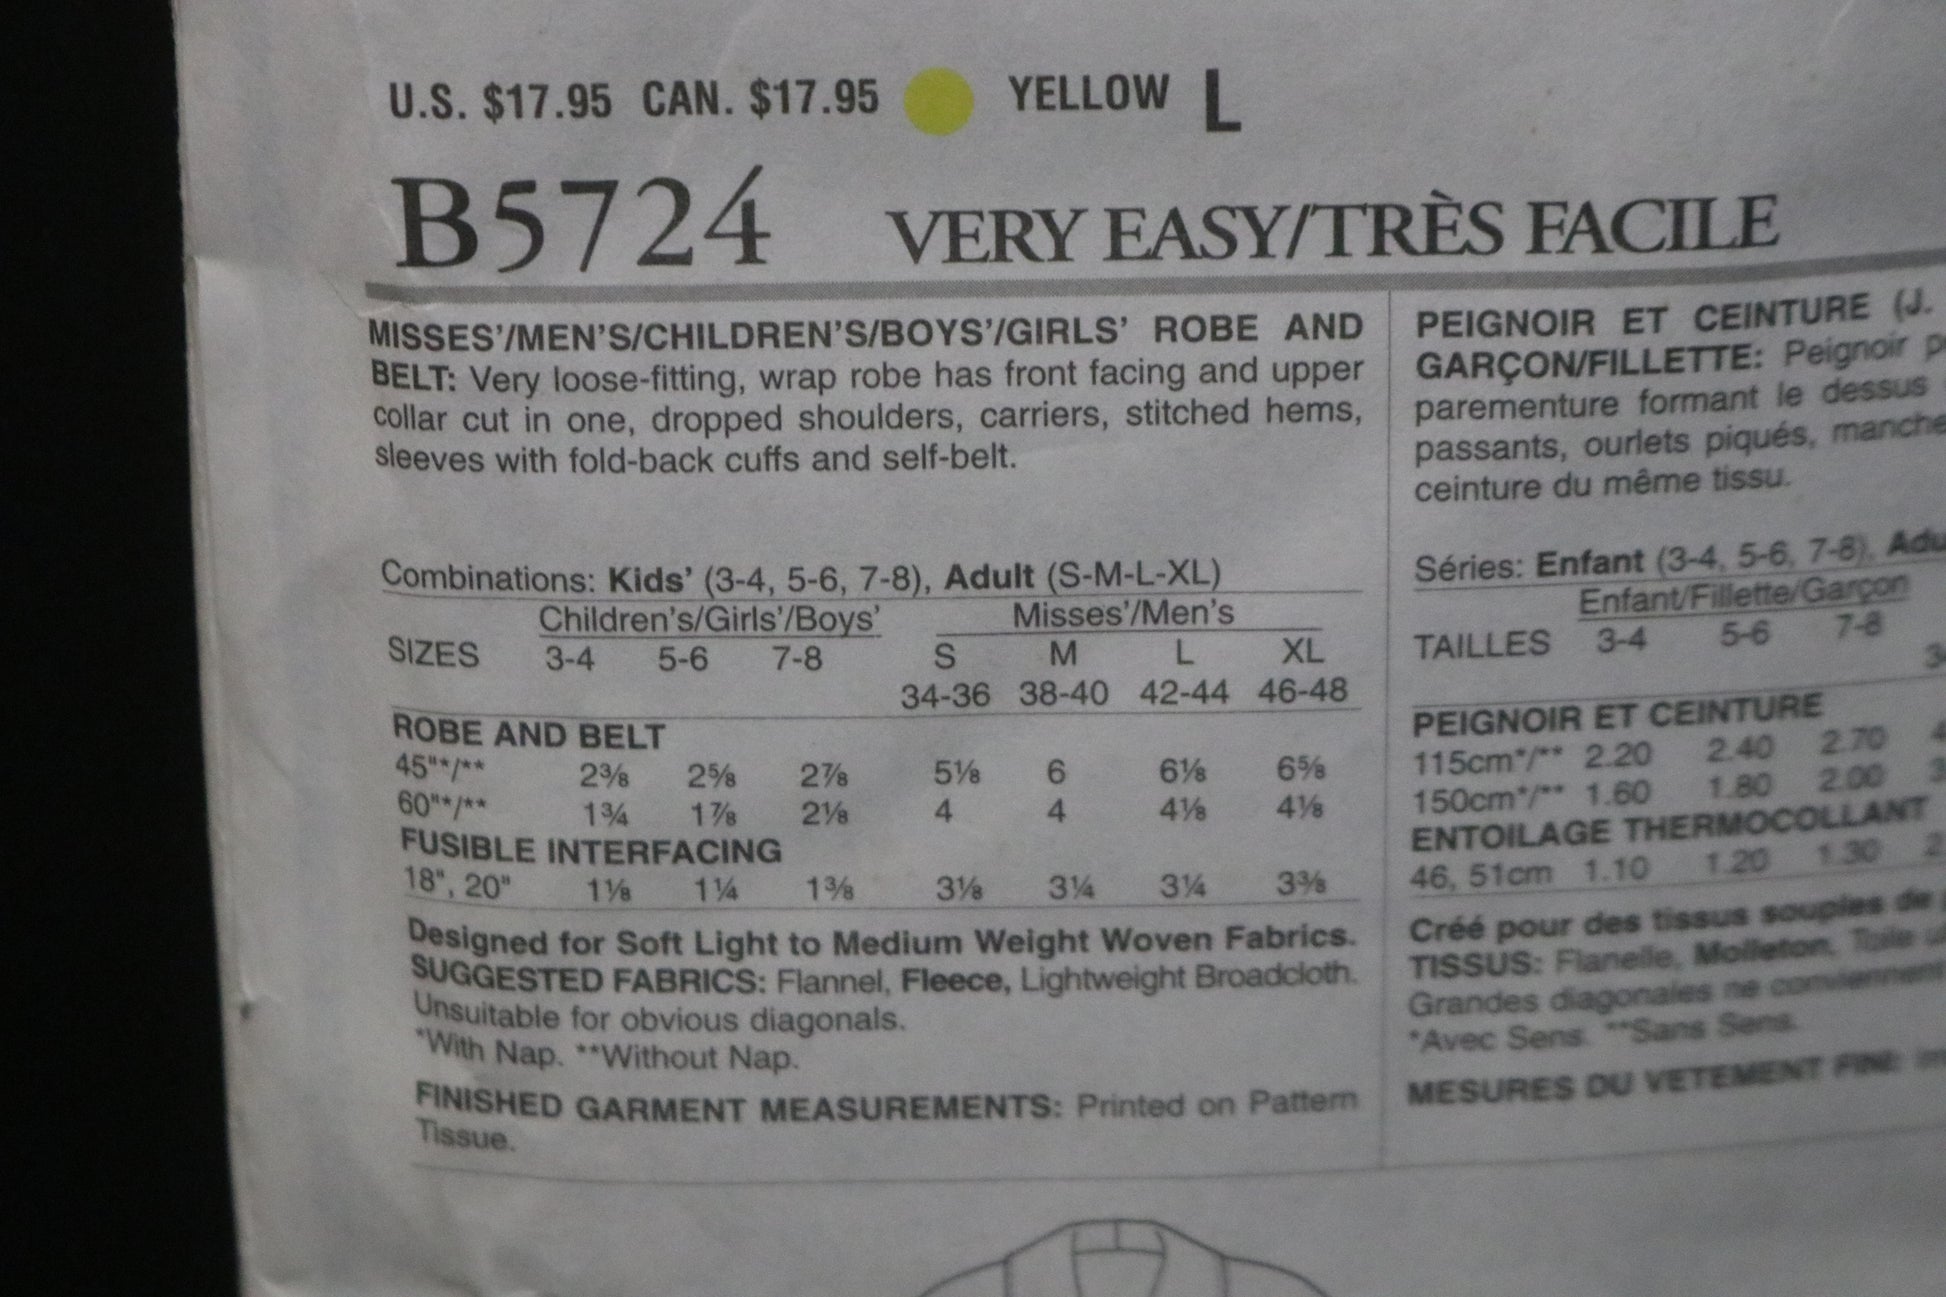 U.S. $17.95 CAN. $17.95 YELLOW L
B5724 VERY EASY/TRÈS FACILE
MISSES'/MEN'S/CHILDREN'S/BOYS'/GIRLS' ROBE AND
BELT: Very loose-fitting, wrap robe has front facing and upper
collar cut in one, dropped shoulders, carriers, stitched hems,
sleeves with fold-back cuffs and self-belt.
Combinations: Kids' (3-4, 5-6, 7-8), Adult (S-M-L-XL)
Children's/Girls'/Boys' Misses'/Men's
SIZES 3-4 5-6 7-8 S M L XL
34-36 38-40 42-44 46-48
ROBE AND BELT
45"*/** 2⅜ 2⅝ 2⅞ 5⅛ 6 6⅛ 6⅝
60"*/** 1¾ 1⅞ 2⅛ 4 4 4⅛ 4⅛
FUSIBLE INTERFACING
18", 20" 1⅛ 1¼ 1⅜ 3⅛ 3¼ 3¼ 3⅜
Designed for Soft Light to Medium Weight Woven Fabrics.
SUGGESTED FABRICS: Flannel, Fleece, Lightweight Broadcloth.
Unsuitable for obvious diagonals.
*With Nap. **Without Nap.
FINISHED GARMENT MEASUREMENTS: Printed on Pattern
Tissue.
PEIGNOIR ET CEINTURE (J.
GARÇON/FILLETTE: Peignoir
parementure formant le dessus
passants, ourlets piqués,
ceinture du même tissu.
Séries: Enfant (3-4, 5-6, 7-8),
Enfant/Fillette/Garçon
TAILLES 3-4 5-6 7-8
PEIGNOIR ET CEINTURE
115cm*/** 2.20 2.40 2.70
150cm*/** 1.60 1.80 2.00
ENTOILAGE THERMOCOLLANT
46, 51cm 1.10 1.20 1.30
Créé pour des tissus souples de
TISSUS: Flanelle, Molleton, Toile
Grandes diagonales ne conviennent
*Avec Sens. **Sans Sens.
MESURES DU VETEMENT FINI: